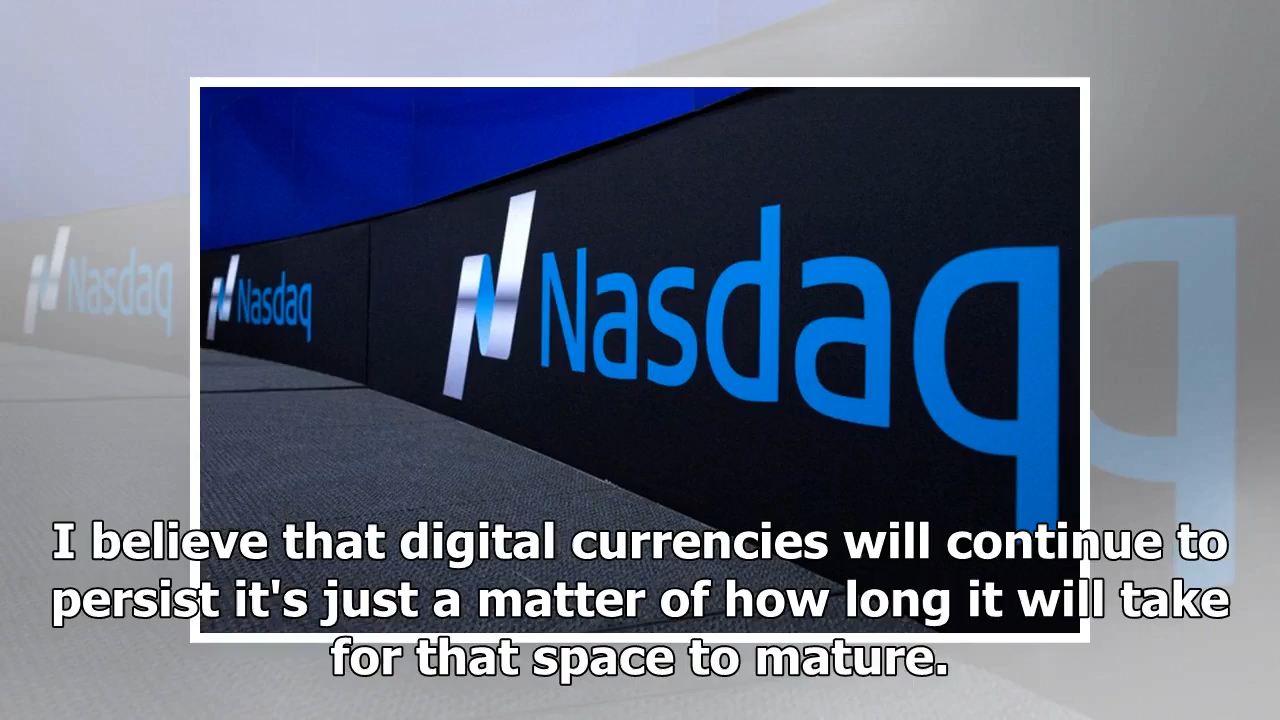 Nasdaq
Nasdaq
Nasdaq
I believe that digital currencies will continue to
persist it's just a matter of how long it will take
for that space to mature.